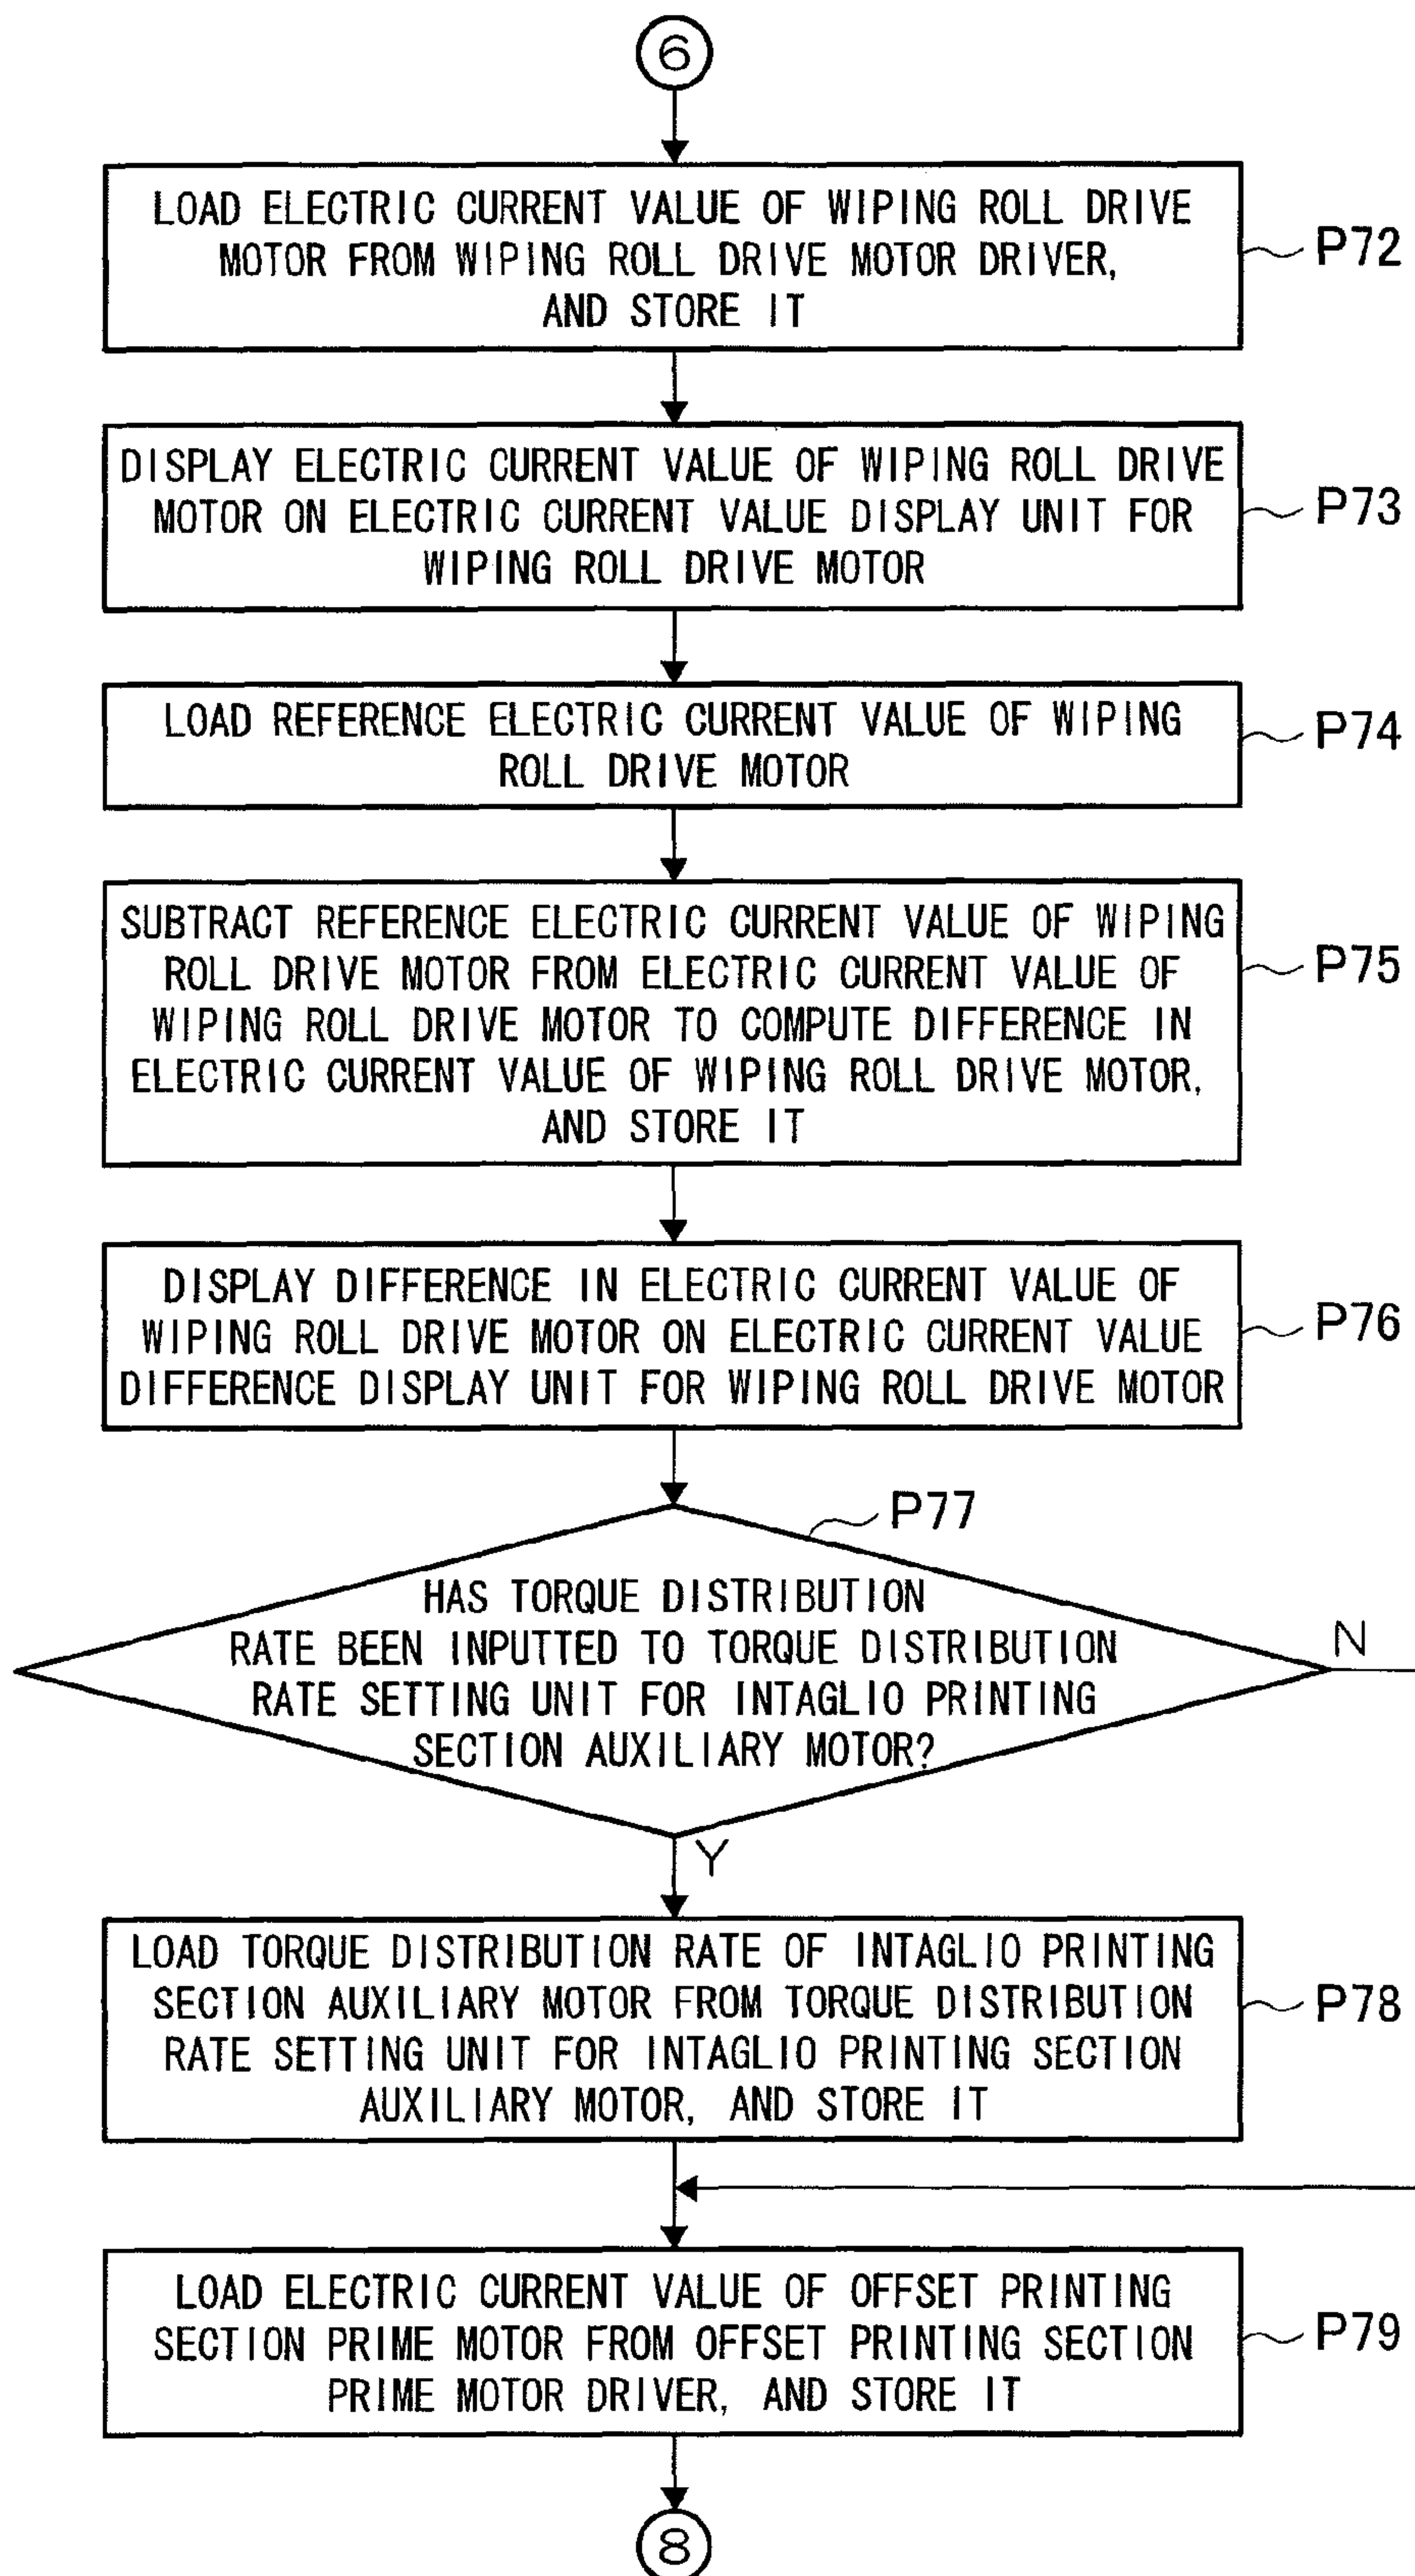 6
LOAD ELECTRIC CURRENT VALUE OF WIPING ROLL DRIVE
MOTOR FROM WIPING ROLL DRIVE MOTOR DRIVER,
AND STORE IT
P72
DISPLAY ELECTRIC CURRENT VALUE OF WIPING ROLL DRIVE
MOTOR ON ELECTRIC CURRENT VALUE DISPLAY UNIT FOR
WIPING ROLL DRIVE MOTOR
P73
LOAD REFERENCE ELECTRIC CURRENT VALUE OF WIPING
ROLL DRIVE MOTOR
P74
SUBTRACT REFERENCE ELECTRIC CURRENT VALUE OF WIPING
ROLL DRIVE MOTOR FROM ELECTRIC CURRENT VALUE OF
WIPING ROLL DRIVE MOTOR TO COMPUTE DIFFERENCE IN
ELECTRIC CURRENT VALUE OF WIPING ROLL DRIVE MOTOR,
AND STORE IT
P75
DISPLAY DIFFERENCE IN ELECTRIC CURRENT VALUE OF
WIPING ROLL DRIVE MOTOR ON ELECTRIC CURRENT VALUE
DIFFERENCE DISPLAY UNIT FOR WIPING ROLL DRIVE MOTOR
P76
P77
HAS TORQUE DISTRIBUTION
RATE BEEN INPUTTED TO TORQUE DISTRIBUTION
RATE SETTING UNIT FOR INTAGLIO PRINTING
SECTION AUXILIARY MOTOR?
N
Y
LOAD TORQUE DISTRIBUTION RATE OF INTAGLIO PRINTING
SECTION AUXILIARY MOTOR FROM TORQUE DISTRIBUTION
RATE SETTING UNIT FOR INTAGLIO PRINTING SECTION
AUXILIARY MOTOR, AND STORE IT
P78
LOAD ELECTRIC CURRENT VALUE OF OFFSET PRINTING
SECTION PRIME MOTOR FROM OFFSET PRINTING SECTION
PRIME MOTOR DRIVER, AND STORE IT
P79
8